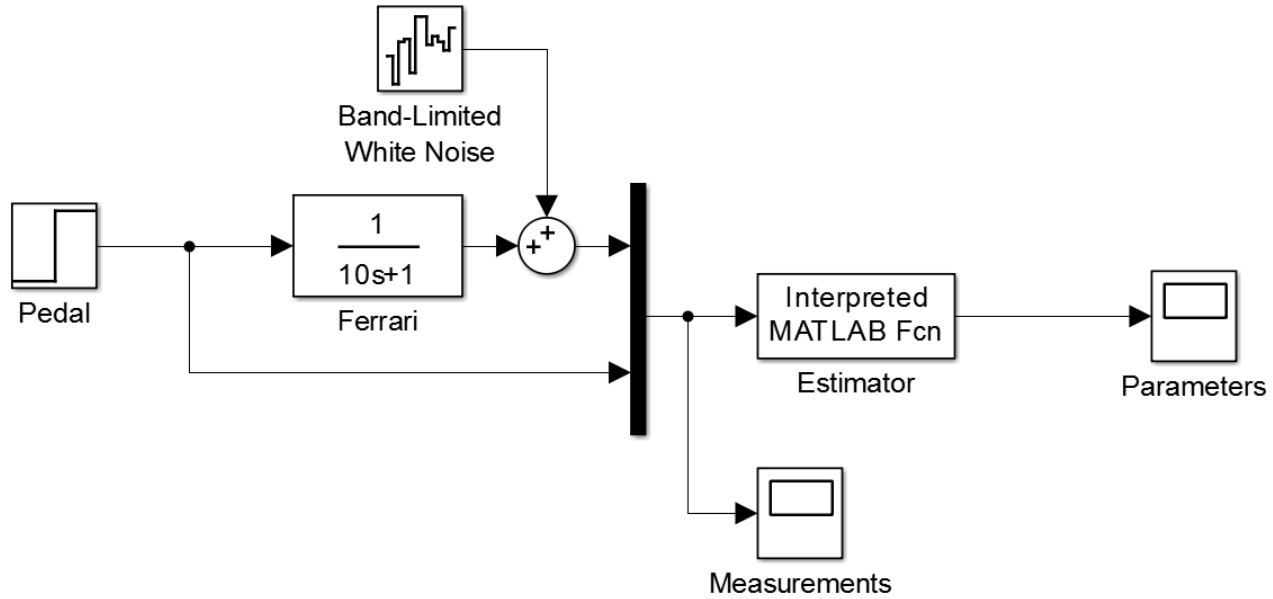 Band-Limited
White Noise
Pedal
1
10s+1
Ferrari
+
+
Interpreted
MATLAB Fcn
Estimator
Parameters
Measurements